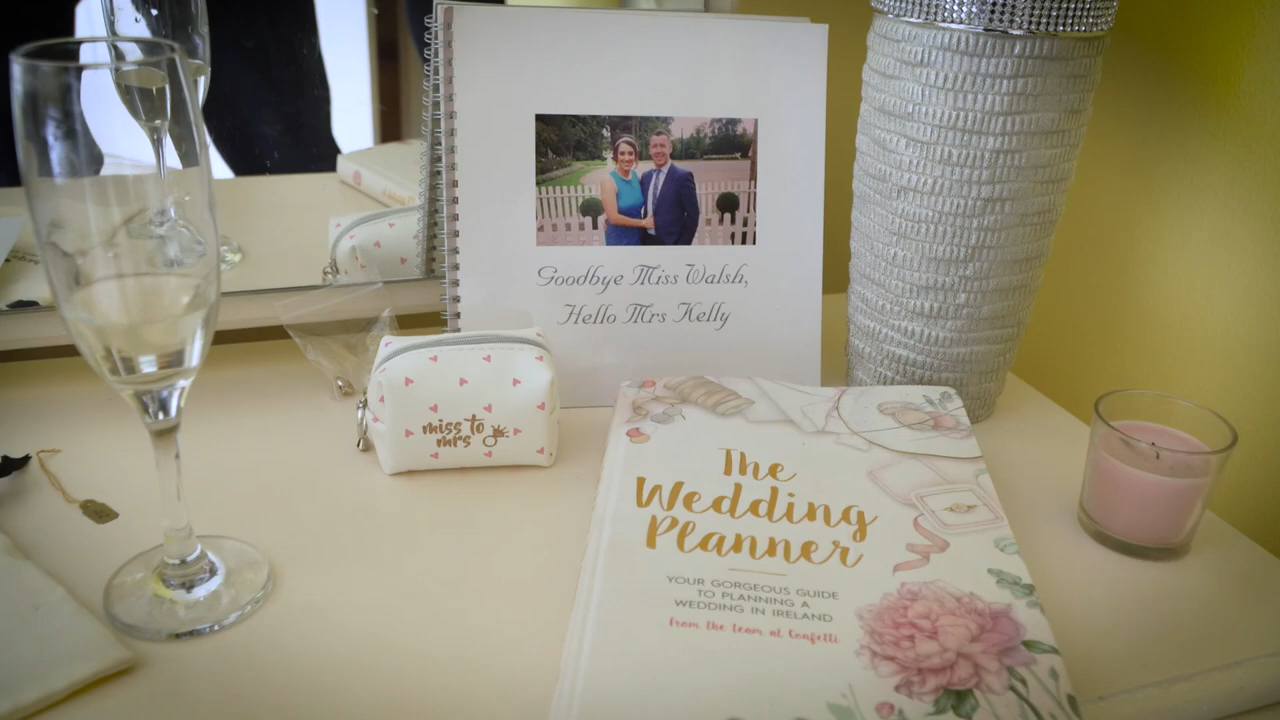 Goodbye Miss Walsh,
Hello Mrs Kelly
miss to
mrs
The
Wedding
Planner
YOUR GORGEOUS GUIDE
TO PLANNING A
WEDDING IN IRELAND
from the team at Confetti